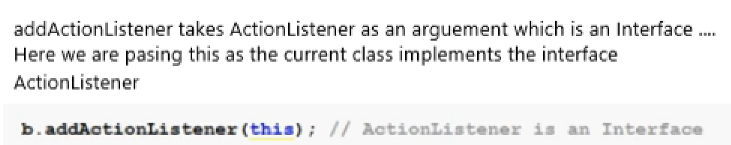 addActionListener takes ActionListener as an arguement which is an Interface ....
Here we are pasing this as the current class implements the interface
ActionListener
b.addActionListener(this); // ActionListener is an Interface